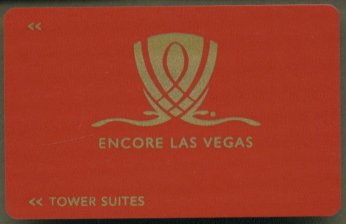 <<
ENCORE LAS VEGAS
<< TOWER SUITES